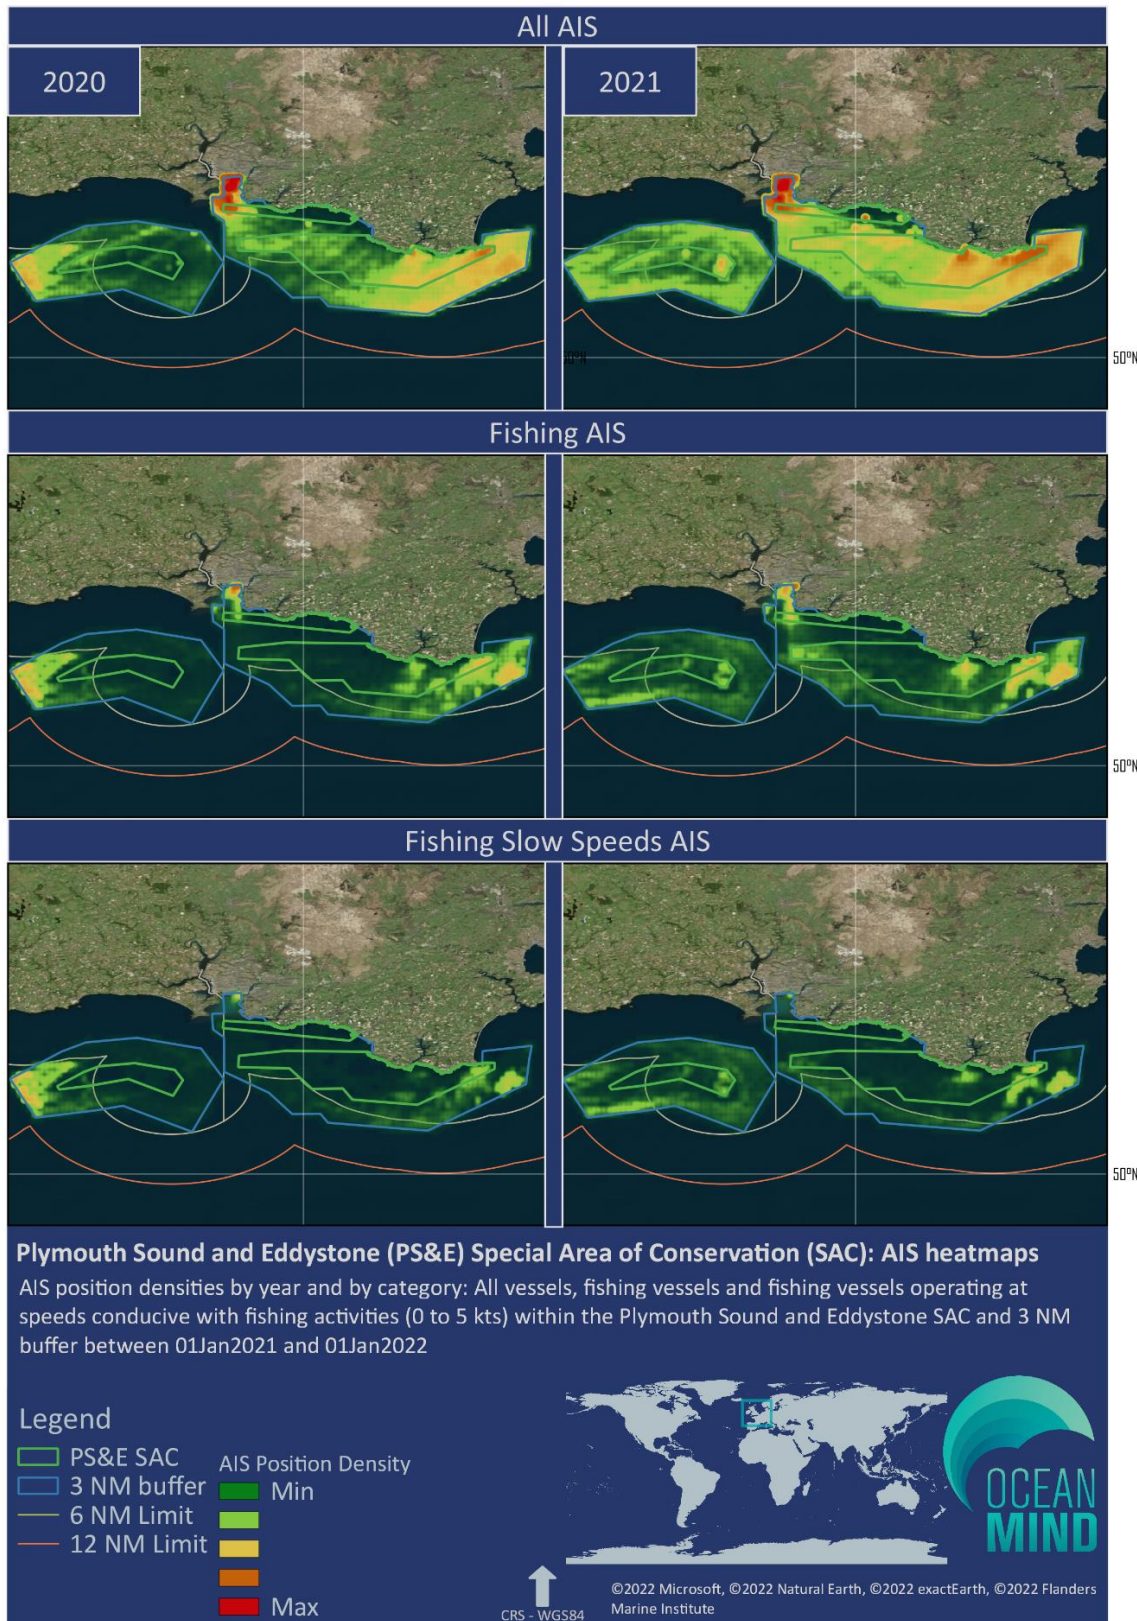 All AIS
2020
2021
50°N
Fishing AIS
50°N
Fishing Slow Speeds AIS
50°N
Plymouth Sound and Eddystone (PS&E) Special Area of Conservation (SAC): AIS heatmaps
AIS position densities by year and by category: All vessels, fishing vessels and fishing vessels operating at
speeds conducive with fishing activities (0 to 5 kts) within the Plymouth Sound and Eddystone SAC and 3 NM
buffer between 01Jan2021 and 01Jan2022
Legend
PS&E SAC
3 NM buffer
6 NM Limit
12 NM Limit
AIS Position Density
Min
Max
CRS - WGS84
OCEAN
MIND
©2022 Microsoft, ©2022 Natural Earth, ©2022 exactEarth, ©2022 Flanders
Marine Institute